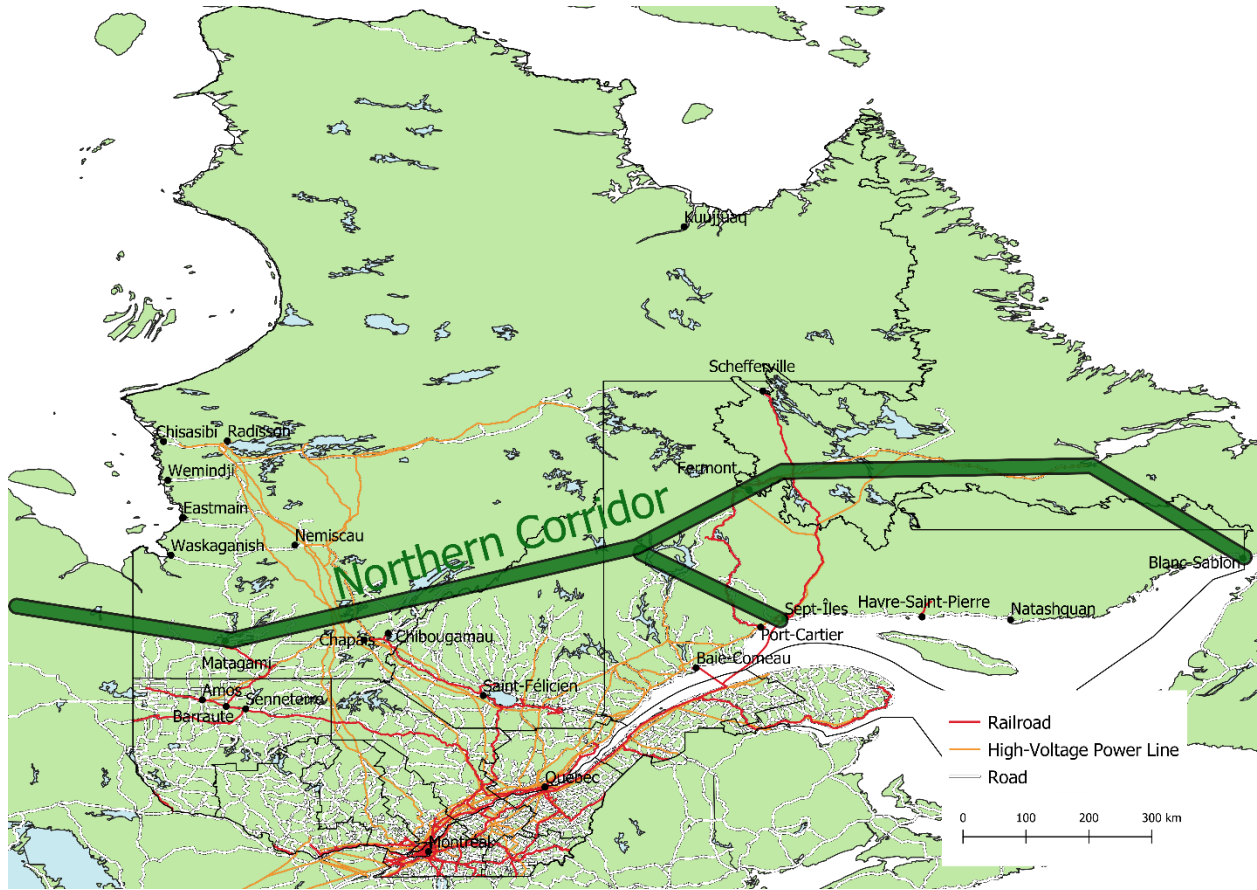 Kuujjuaq
Schefferville
Chisasibi
Radisson
Fermont
Wemindji
Eastmain
Nemiscau
Waskaganish
Northern Corridor
Blanc-Sablon
Sept-Îles
Havre-Saint-Pierre
Natashquan
Port-Cartier
Chapais
Chibougamau
Matagami
Baie-Comeau
Amos
Senneterre
Barraute
Saint-Félicien
Québec
Montréal
Railroad
High-Voltage Power Line
Road
0 100 200 300 km